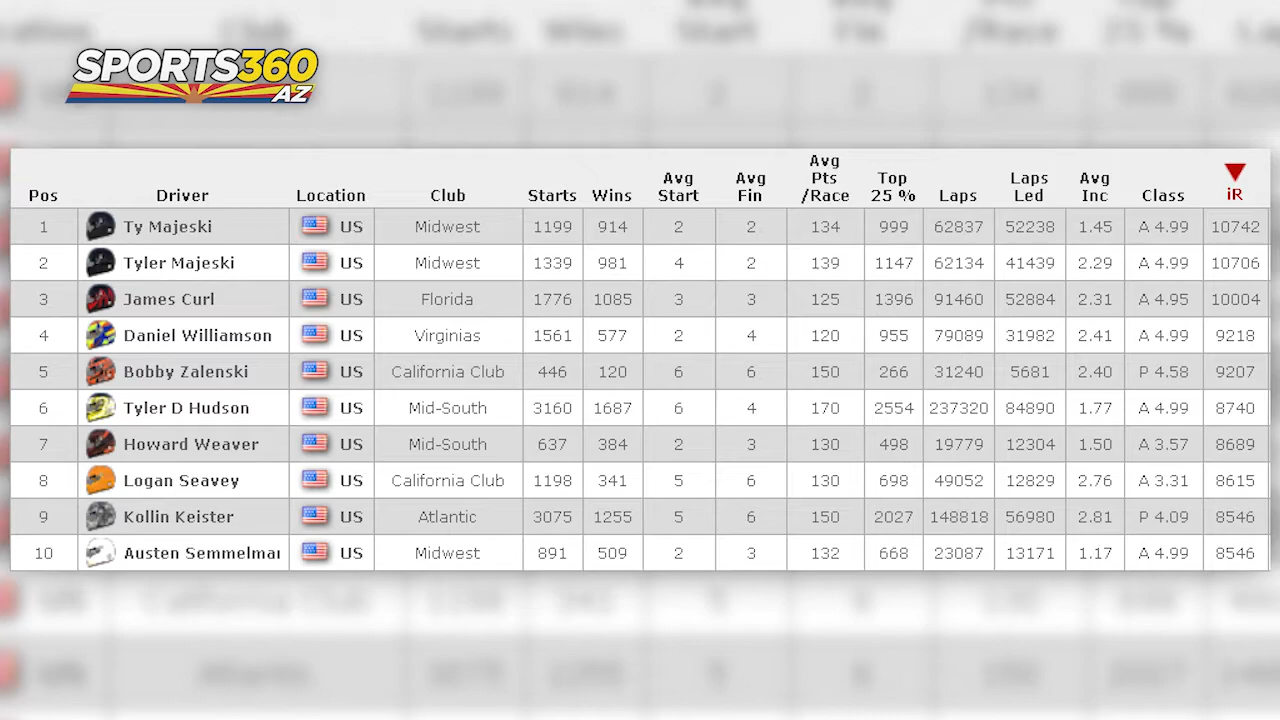 SPORTS360
AZ
Pos Driver Location Club Starts Wins Avg Start Avg Fin Avg Pts /Race Top 25 % Laps Laps Led Avg Inc Class iR
1 Ty Majeski US Midwest 1199 914 2 2 134 999 62837 52238 1.45 A 4.99 10742
2 Tyler Majeski US Midwest 1339 981 4 2 139 1147 62134 41439 2.29 A 4.99 10706
3 James Curl US Florida 1776 1085 3 3 125 1396 91460 52884 2.31 A 4.95 10004
4 Daniel Williamson US Virginias 1561 577 2 4 120 955 79089 31982 2.41 A 4.99 9218
5 Bobby Zalenski US California Club 446 120 6 6 150 266 31240 5681 2.40 P 4.58 9207
6 Tyler D Hudson US Mid-South 3160 1687 6 4 170 2554 237320 84890 1.77 A 4.99 8740
7 Howard Weaver US Mid-South 637 384 2 3 130 498 19779 12304 1.50 A 3.57 8689
8 Logan Seavey US California Club 1198 341 5 6 130 698 49052 12829 2.76 A 3.31 8615
9 Kollin Keister US Atlantic 3075 1255 5 6 150 2027 148818 56980 2.81 P 4.09 8546
10 Austen Semmelmai US Midwest 891 509 2 3 132 668 23087 13171 1.17 A 4.99 8546